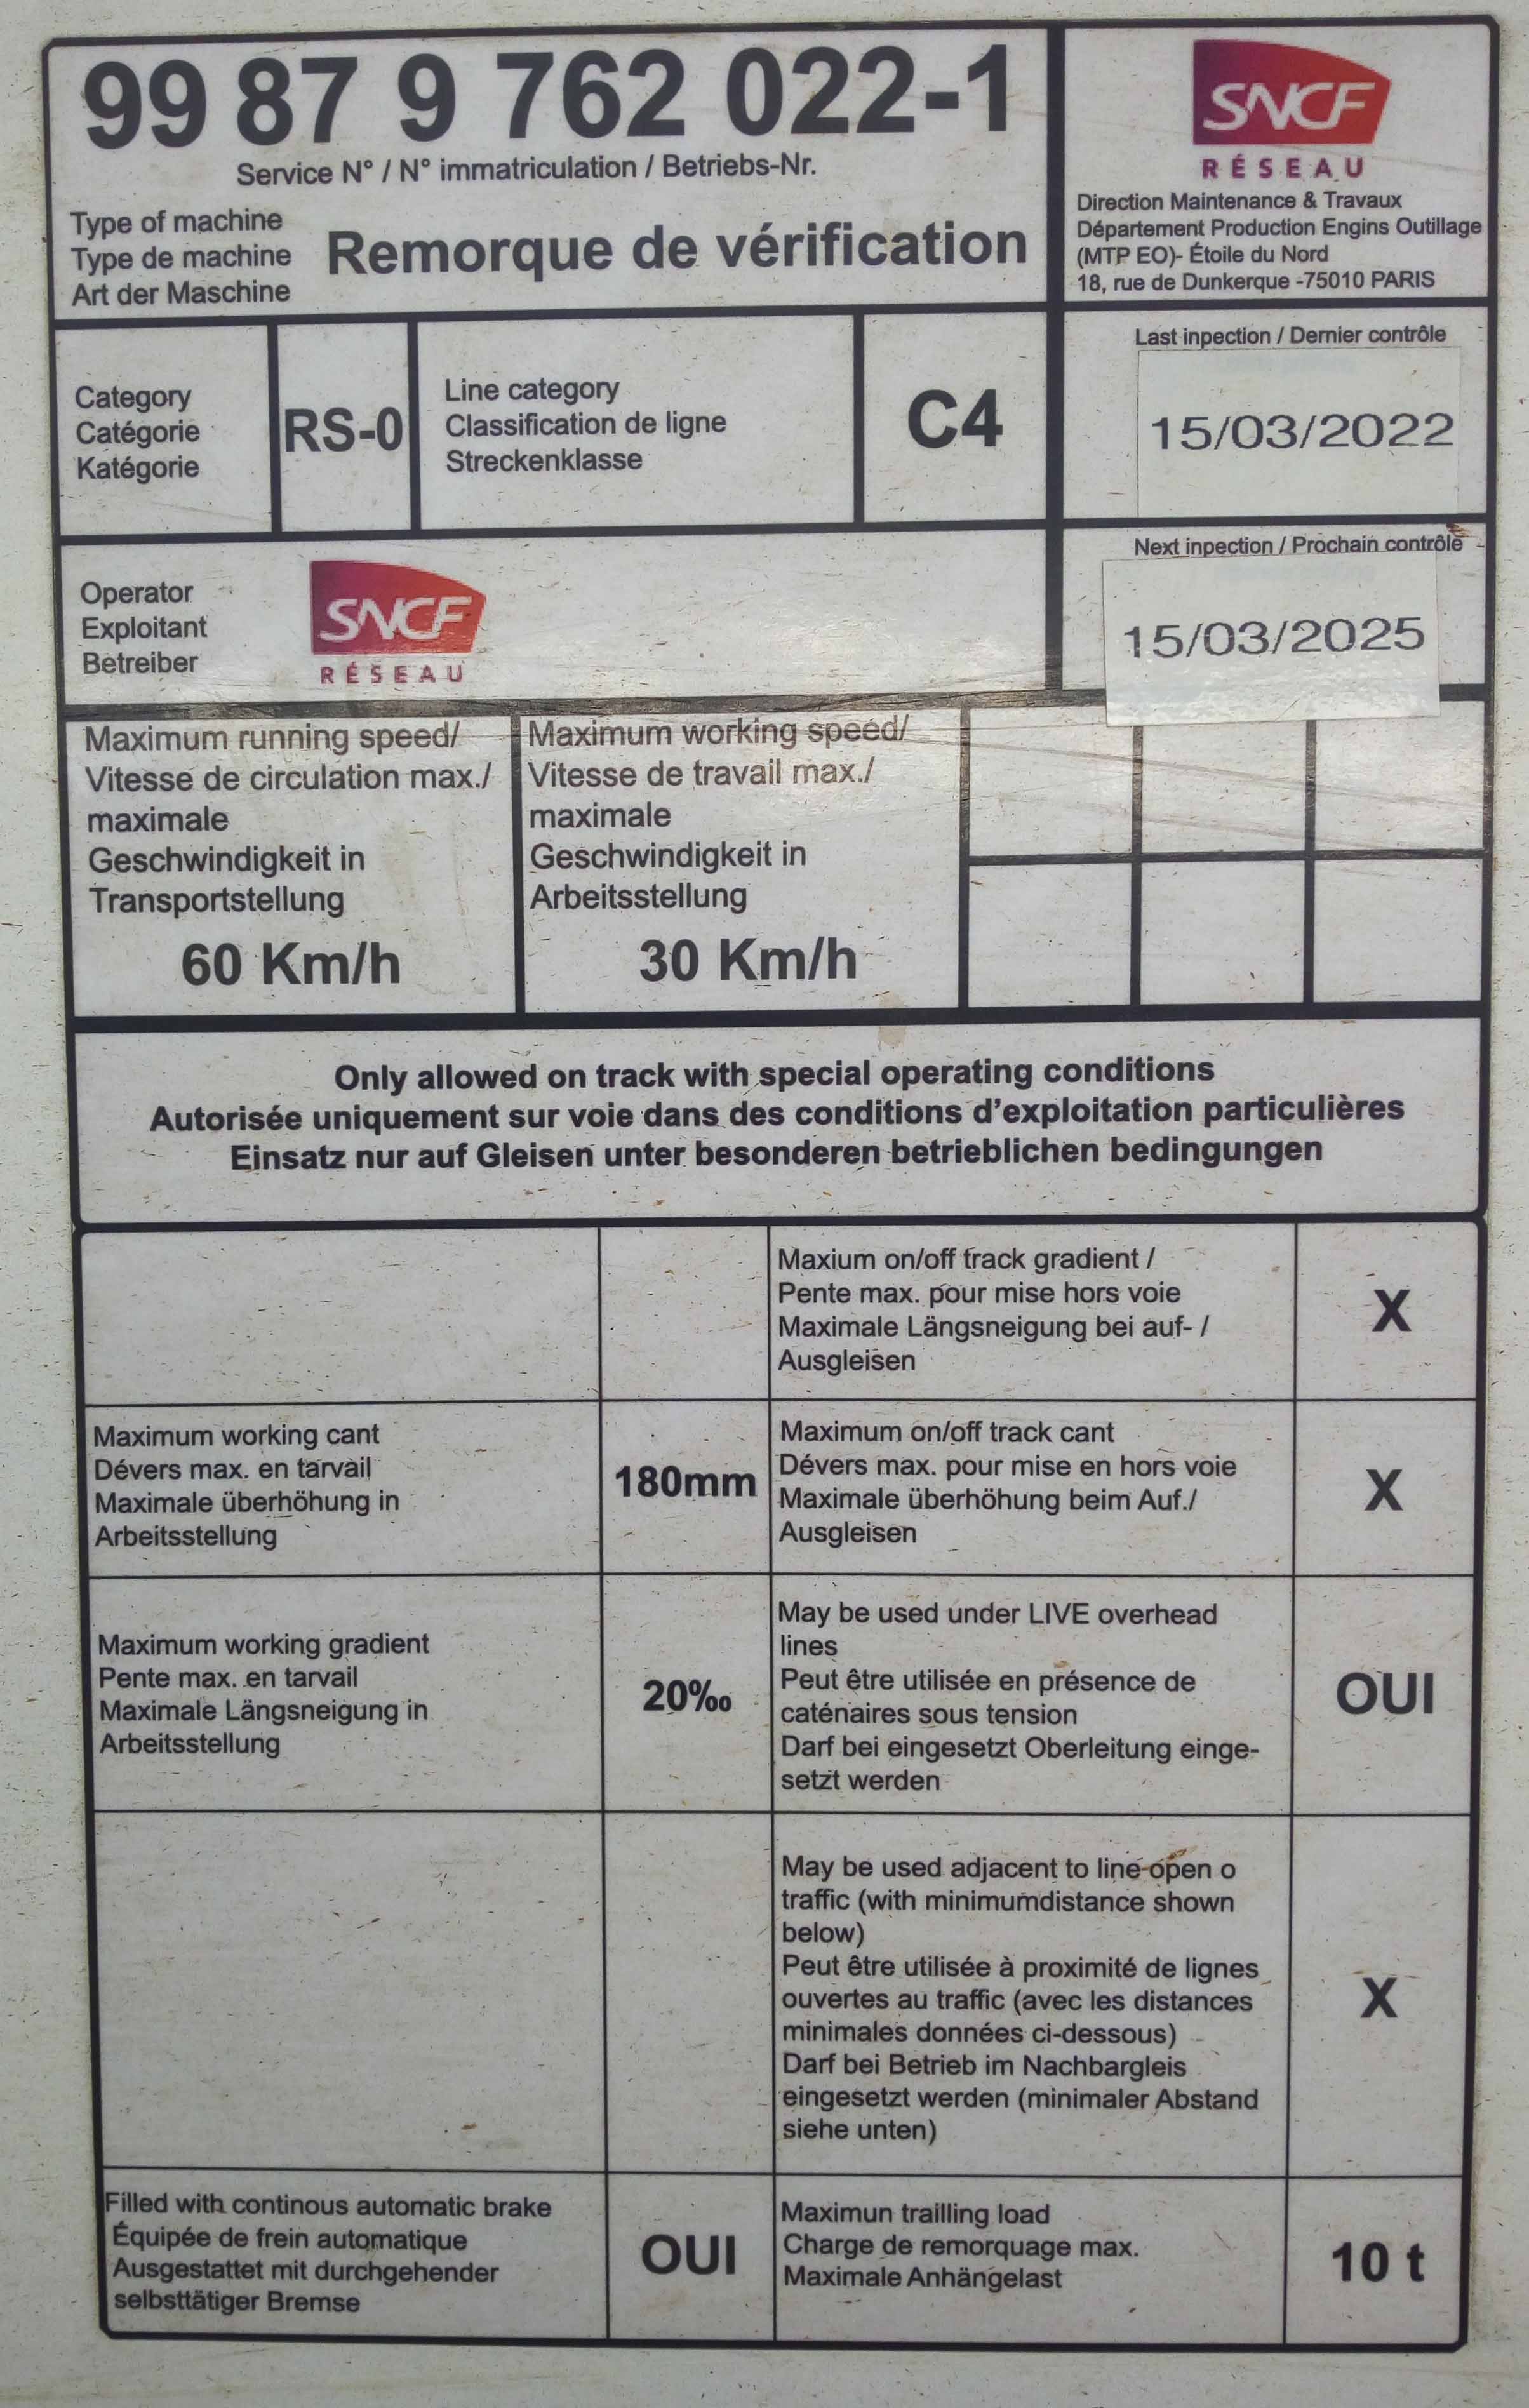 99 87 9 762 022-1
Service N° / N° immatriculation / Betriebs-Nr.
Type of machine
Type de machine
Art der Maschine
Remorque de vérification
SNCF
RÉSEAU
Direction Maintenance & Travaux
Département Production Engins Outillage
(MTP EO)- Étoile du Nord
18, rue de Dunkerque -75010 PARIS
Category
Catégorie
Katégorie
RS-0
Line category
Classification de ligne
Streckenklasse
C4
Last inpection / Dernier contrôle
15/03/2022
Operator
Exploitant
Betreiber
SNCF
RÉSEAU
Next inpection / Prochain contrôle
15/03/2025
Maximum running speed/
Vitesse de circulation max./
maximale
Geschwindigkeit in
Transportstellung
60 Km/h
Maximum working speed/
Vitesse de travail max./
maximale
Geschwindigkeit in
Arbeitsstellung
30 Km/h
Only allowed on track with special operating conditions
Autorisée uniquement sur voie dans des conditions d'exploitation particulières
Einsatz nur auf Gleisen unter besonderen betrieblichen bedingungen
Maxium on/off track gradient /
Pente max. pour mise hors voie
Maximale Längsneigung bei auf- /
Ausgleisen
X
Maximum working cant
Dévers max. en tarvail
Maximale überhöhung in
Arbeitsstellung
180mm
Maximum on/off track cant
Dévers max. pour mise en hors voie
Maximale überhöhung beim Auf./
Ausgleisen
X
Maximum working gradient
Pente max. en tarvail
Maximale Längsneigung in
Arbeitsstellung
20‰
May be used under LIVE overhead
lines
Peut être utilisée en présence de
caténaires sous tension
Darf bei eingesetzt Oberleitung einge-
setzt werden
OUI
May be used adjacent to line open o
traffic (with minimumdistance shown
below)
Peut être utilisée à proximité de lignes
ouvertes au traffic (avec les distances
minimales données ci-dessous)
Darf bei Betrieb im Nachbargleis
eingesetzt werden (minimaler Abstand
siehe unten)
X
Filled with continous automatic brake
Équipée de frein automatique
Ausgestattet mit durchgehender
selbsttätiger Bremse
OUI
Maximun trailling load
Charge de remorquage max.
Maximale Anhängelast
10 t